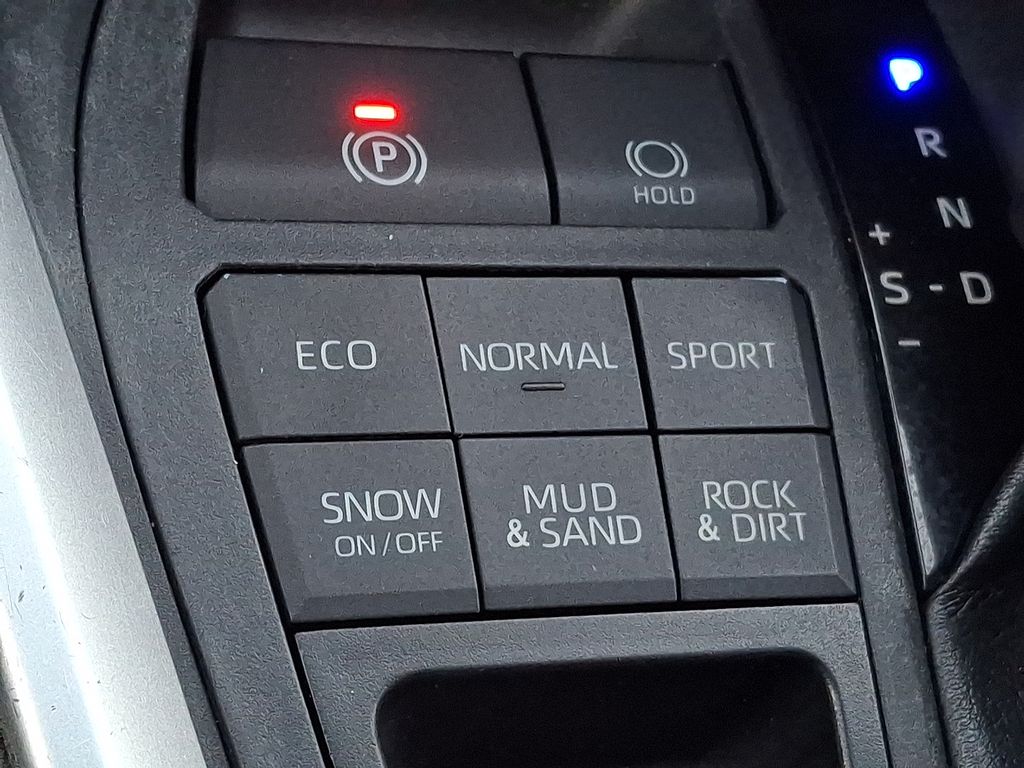 P
HOLD
P
R
N
+
S - D
–
ECO
NORMAL
SPORT
SNOW
ON / OFF
MUD
& SAND
ROCK
& DIRT